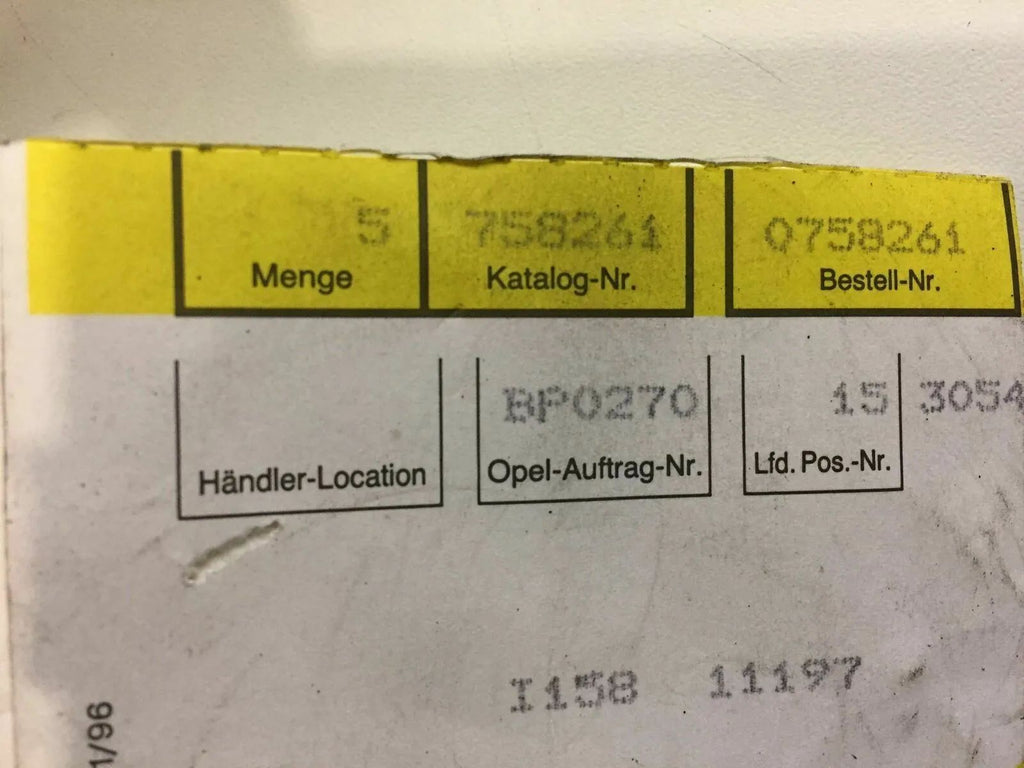 5 758261 0758261
Menge Katalog-Nr. Bestell-Nr.
BP0270 15 3054
Händler-Location Opel-Auftrag-Nr. Lfd. Pos.-Nr.
I158 11197
1/96